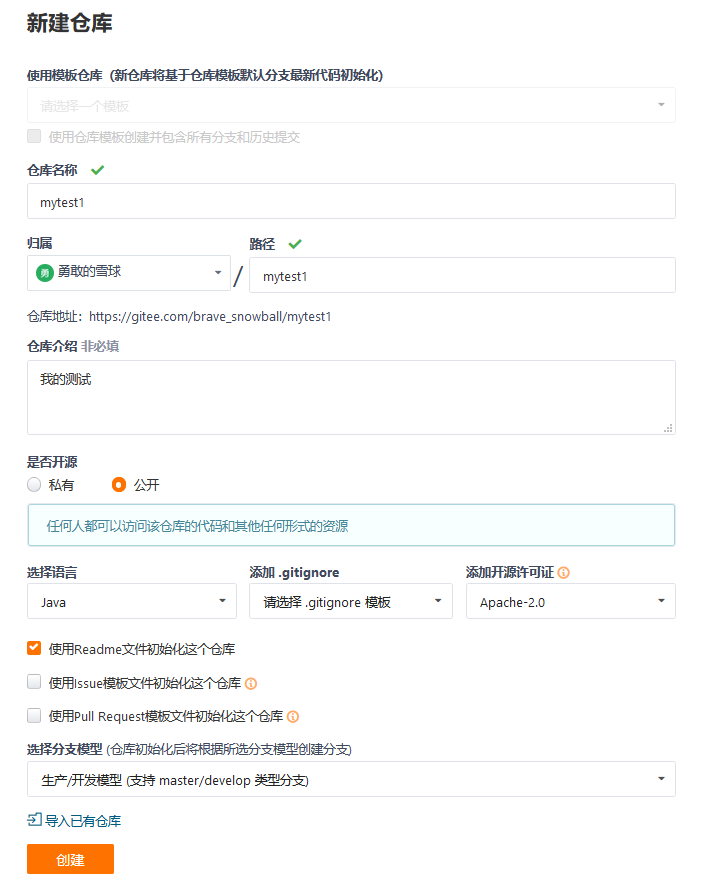 新建仓库
使用模板仓库（新仓库将基于仓库模板默认分支最新代码初始化)
请选择一个模板
使用仓库模板创建并包含所有分支和历史提交
仓库名称
mytest1
归属 路径
勇 勇敢的雪球 / mytest1
仓库地址：https://gitee.com/brave_snowball/mytest1
仓库介绍 非必填
我的测试
是否开源
私有 公开
任何人都可以访问该仓库的代码和其他任何形式的资源
选择语言 添加 .gitignore 添加开源许可证
Java 请选择 .gitignore 模板 Apache-2.0
使用Readme文件初始化这个仓库
使用Issue模板文件初始化这个仓库
使用Pull Request模板文件初始化这个仓库
选择分支模型 (仓库初始化后将根据所选分支模型创建分支)
生产/开发模型 (支持 master/develop 类型分支)
导入已有仓库
创建